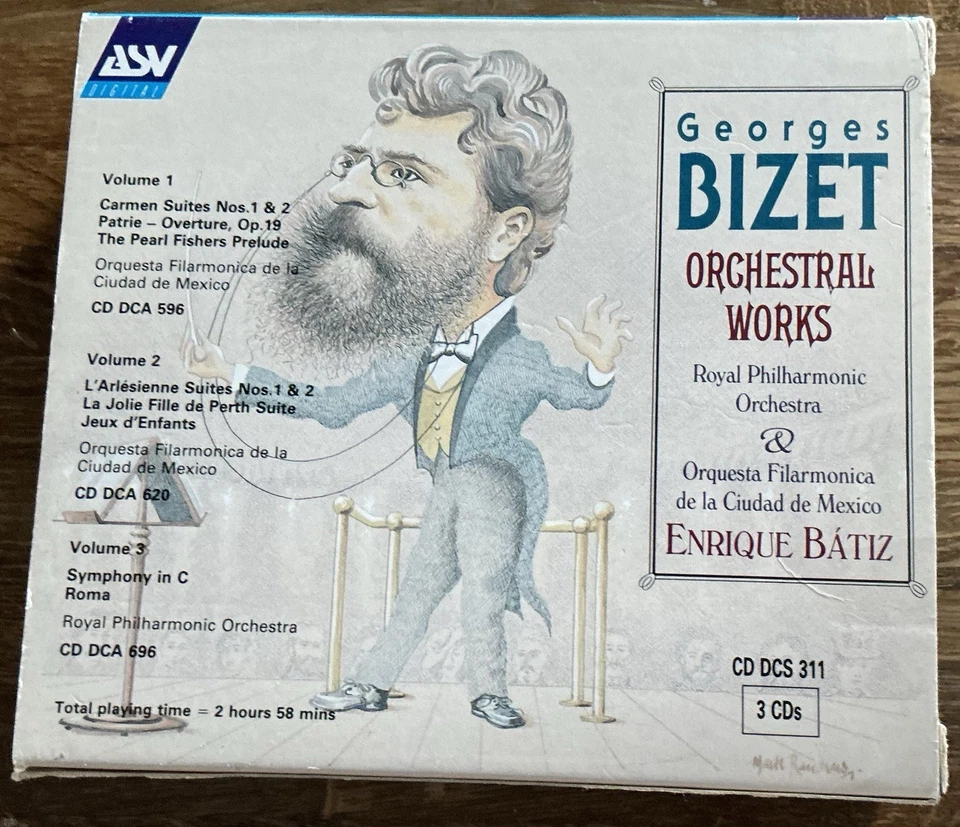 ASV
DIGITAL
Volume 1
Carmen Suites Nos.1 & 2
Patrie – Overture, Op.19
The Pearl Fishers Prelude
Orquesta Filarmonica de la
Ciudad de Mexico
CD DCA 596
Volume 2
L'Arlésienne Suites Nos.1 & 2
La Jolie Fille de Perth Suite
Jeux d'Enfants
Orquesta Filarmonica de la
Ciudad de Mexico
CD DCA 620
Volume 3
Symphony in C
Roma
Royal Philharmonic Orchestra
CD DCA 696
Total playing time = 2 hours 58 mins
Georges
BIZET
ORCHESTRAL
WORKS
Royal Philharmonic
Orchestra
&
Orquesta Filarmonica
de la Ciudad de Mexico
ENRIQUE BÁTIZ
CD DCS 311
3 CDs